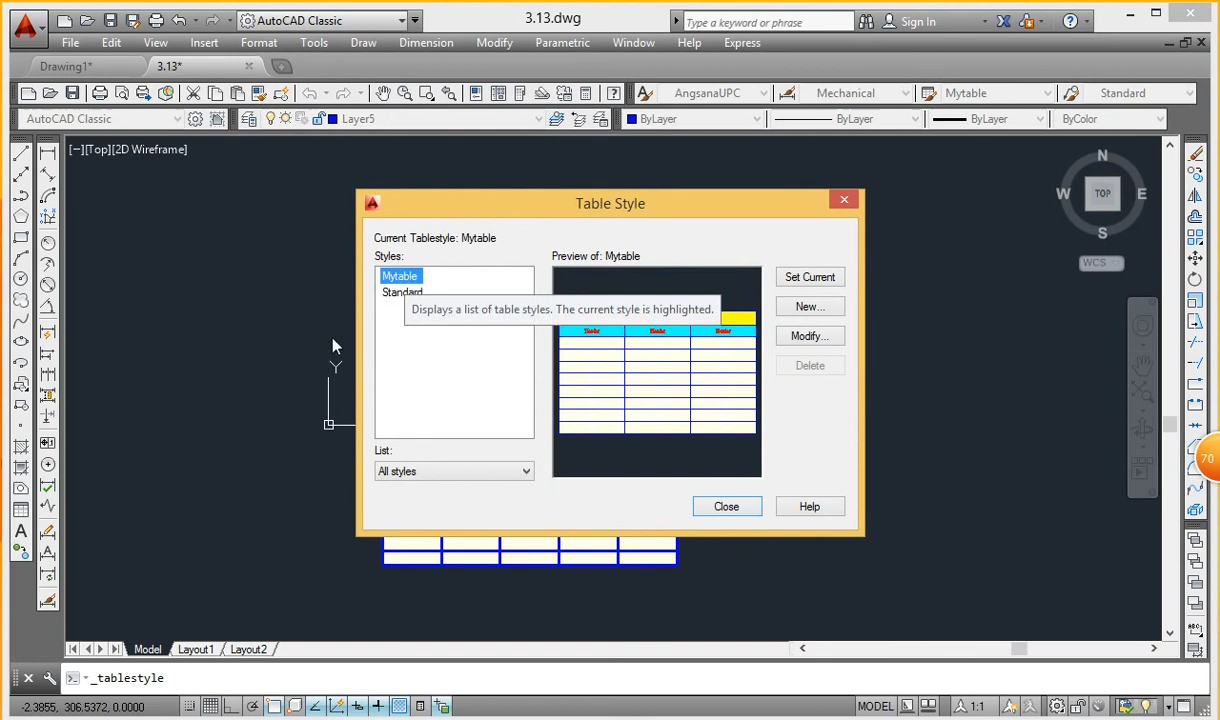 AutoCAD Classic
3.13.dwg
Type a keyword or phrase
Sign In
File Edit View Insert Format Tools Draw Dimension Modify Parametric Window Help Express
Drawing1* 3.13*
AngsanaUPC Mechanical Mytable Standard
AutoCAD Classic Layer5 ByLayer ByLayer ByLayer ByColor
[−][Top][2D Wireframe]
N
W TOP E
S
WCS
Table Style
Current Tablestyle: Mytable
Styles: Preview of: Mytable
Mytable
Standard
Displays a list of table styles. The current style is highlighted.
Set Current
New...
Modify...
Delete
Y
List:
All styles
Close Help
70
Model Layout1 Layout2
_tablestyle
-2.3855, 306.5372, 0.0000 MODEL 1:1